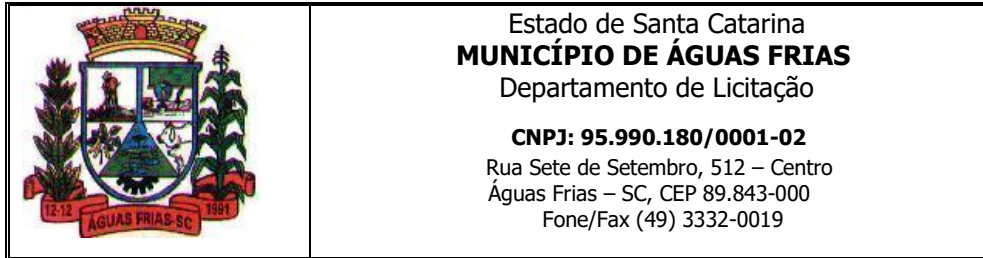 12-12
ÁGUAS FRIAS-SC
1991
Estado de Santa Catarina
MUNICÍPIO DE ÁGUAS FRIAS
Departamento de Licitação
CNPJ: 95.990.180/0001-02
Rua Sete de Setembro, 512 – Centro
Águas Frias – SC, CEP 89.843-000
Fone/Fax (49) 3332-0019